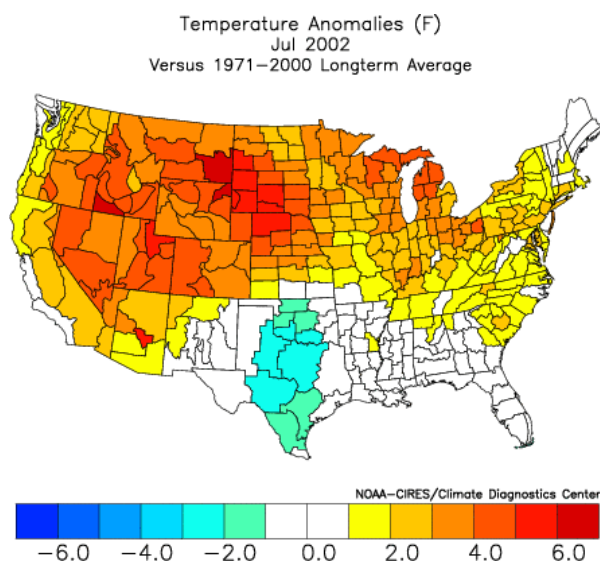 Temperature Anomalies (F)
Jul 2002
Versus 1971-2000 Longterm Average
NOAA-CIRES/Climate Diagnostics Center
-6.0 -4.0 -2.0 0.0 2.0 4.0 6.0